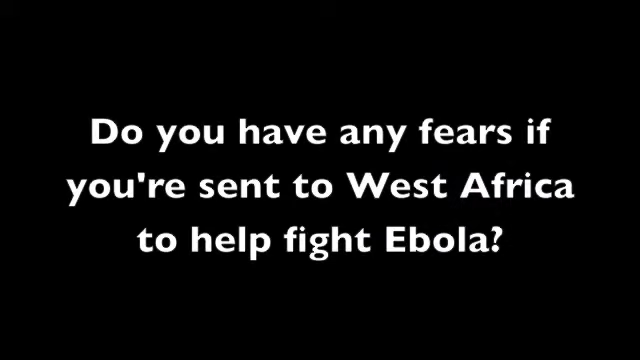 Do you have any fears if
you're sent to West Africa
to help fight Ebola?